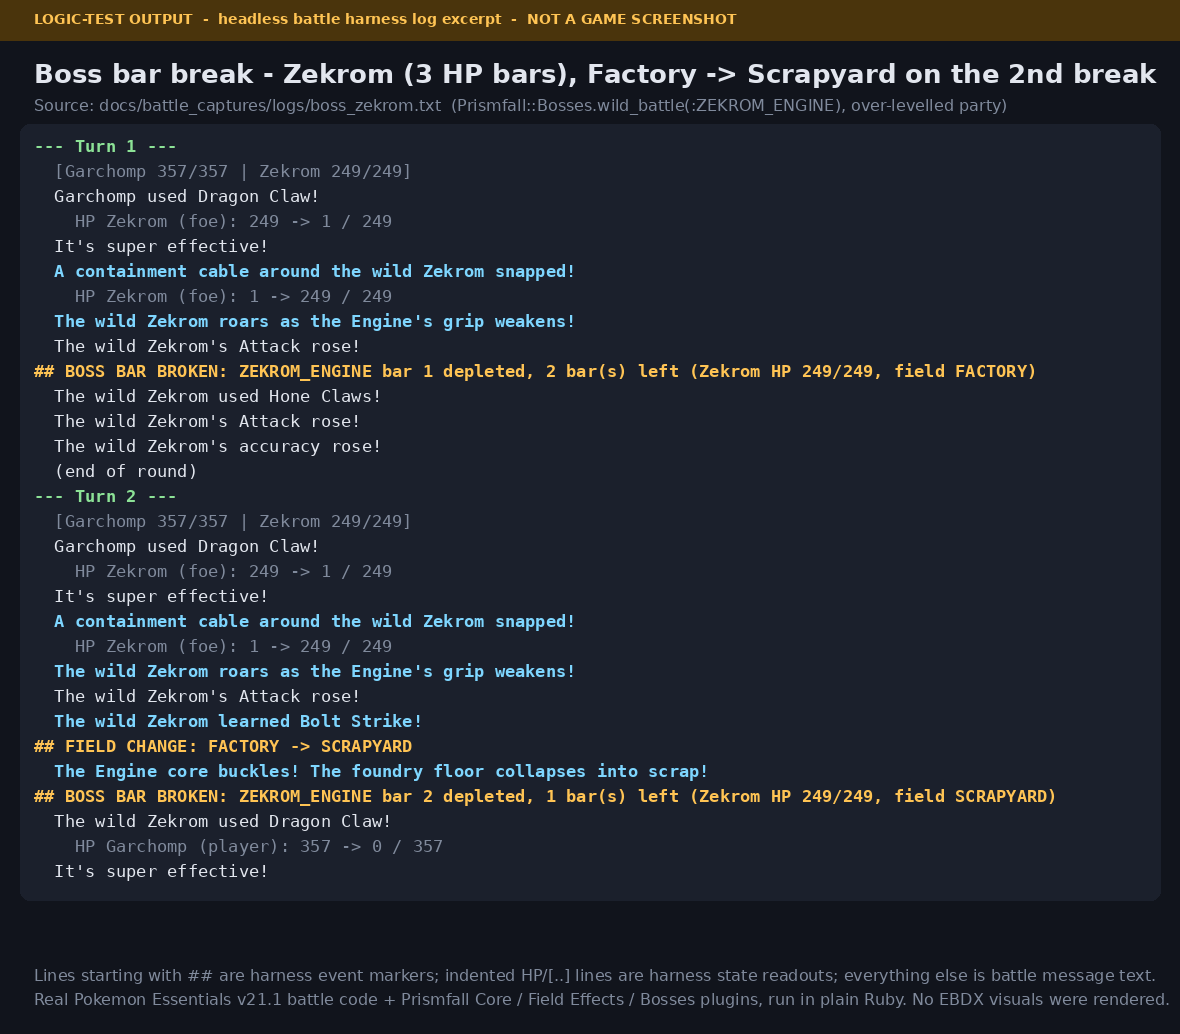 LOGIC-TEST OUTPUT - headless battle harness log excerpt - NOT A GAME SCREENSHOT
Boss bar break - Zekrom (3 HP bars), Factory -> Scrapyard on the 2nd break
Source: docs/battle_captures/logs/boss_zekrom.txt (Prismfall::Bosses.wild_battle(:ZEKROM_ENGINE), over-levelled party)
--- Turn 1 ---
[Garchomp 357/357 | Zekrom 249/249]
Garchomp used Dragon Claw!
HP Zekrom (foe): 249 -> 1 / 249
It's super effective!
A containment cable around the wild Zekrom snapped!
HP Zekrom (foe): 1 -> 249 / 249
The wild Zekrom roars as the Engine's grip weakens!
The wild Zekrom's Attack rose!
## BOSS BAR BROKEN: ZEKROM_ENGINE bar 1 depleted, 2 bar(s) left (Zekrom HP 249/249, field FACTORY)
The wild Zekrom used Hone Claws!
The wild Zekrom's Attack rose!
The wild Zekrom's accuracy rose!
(end of round)
--- Turn 2 ---
[Garchomp 357/357 | Zekrom 249/249]
Garchomp used Dragon Claw!
HP Zekrom (foe): 249 -> 1 / 249
It's super effective!
A containment cable around the wild Zekrom snapped!
HP Zekrom (foe): 1 -> 249 / 249
The wild Zekrom roars as the Engine's grip weakens!
The wild Zekrom's Attack rose!
The wild Zekrom learned Bolt Strike!
## FIELD CHANGE: FACTORY -> SCRAPYARD
The Engine core buckles! The foundry floor collapses into scrap!
## BOSS BAR BROKEN: ZEKROM_ENGINE bar 2 depleted, 1 bar(s) left (Zekrom HP 249/249, field SCRAPYARD)
The wild Zekrom used Dragon Claw!
HP Garchomp (player): 357 -> 0 / 357
It's super effective!
Lines starting with ## are harness event markers; indented HP/[..] lines are harness state readouts; everything else is battle message text.
Real Pokemon Essentials v21.1 battle code + Prismfall Core / Field Effects / Bosses plugins, run in plain Ruby. No EBDX visuals were rendered.